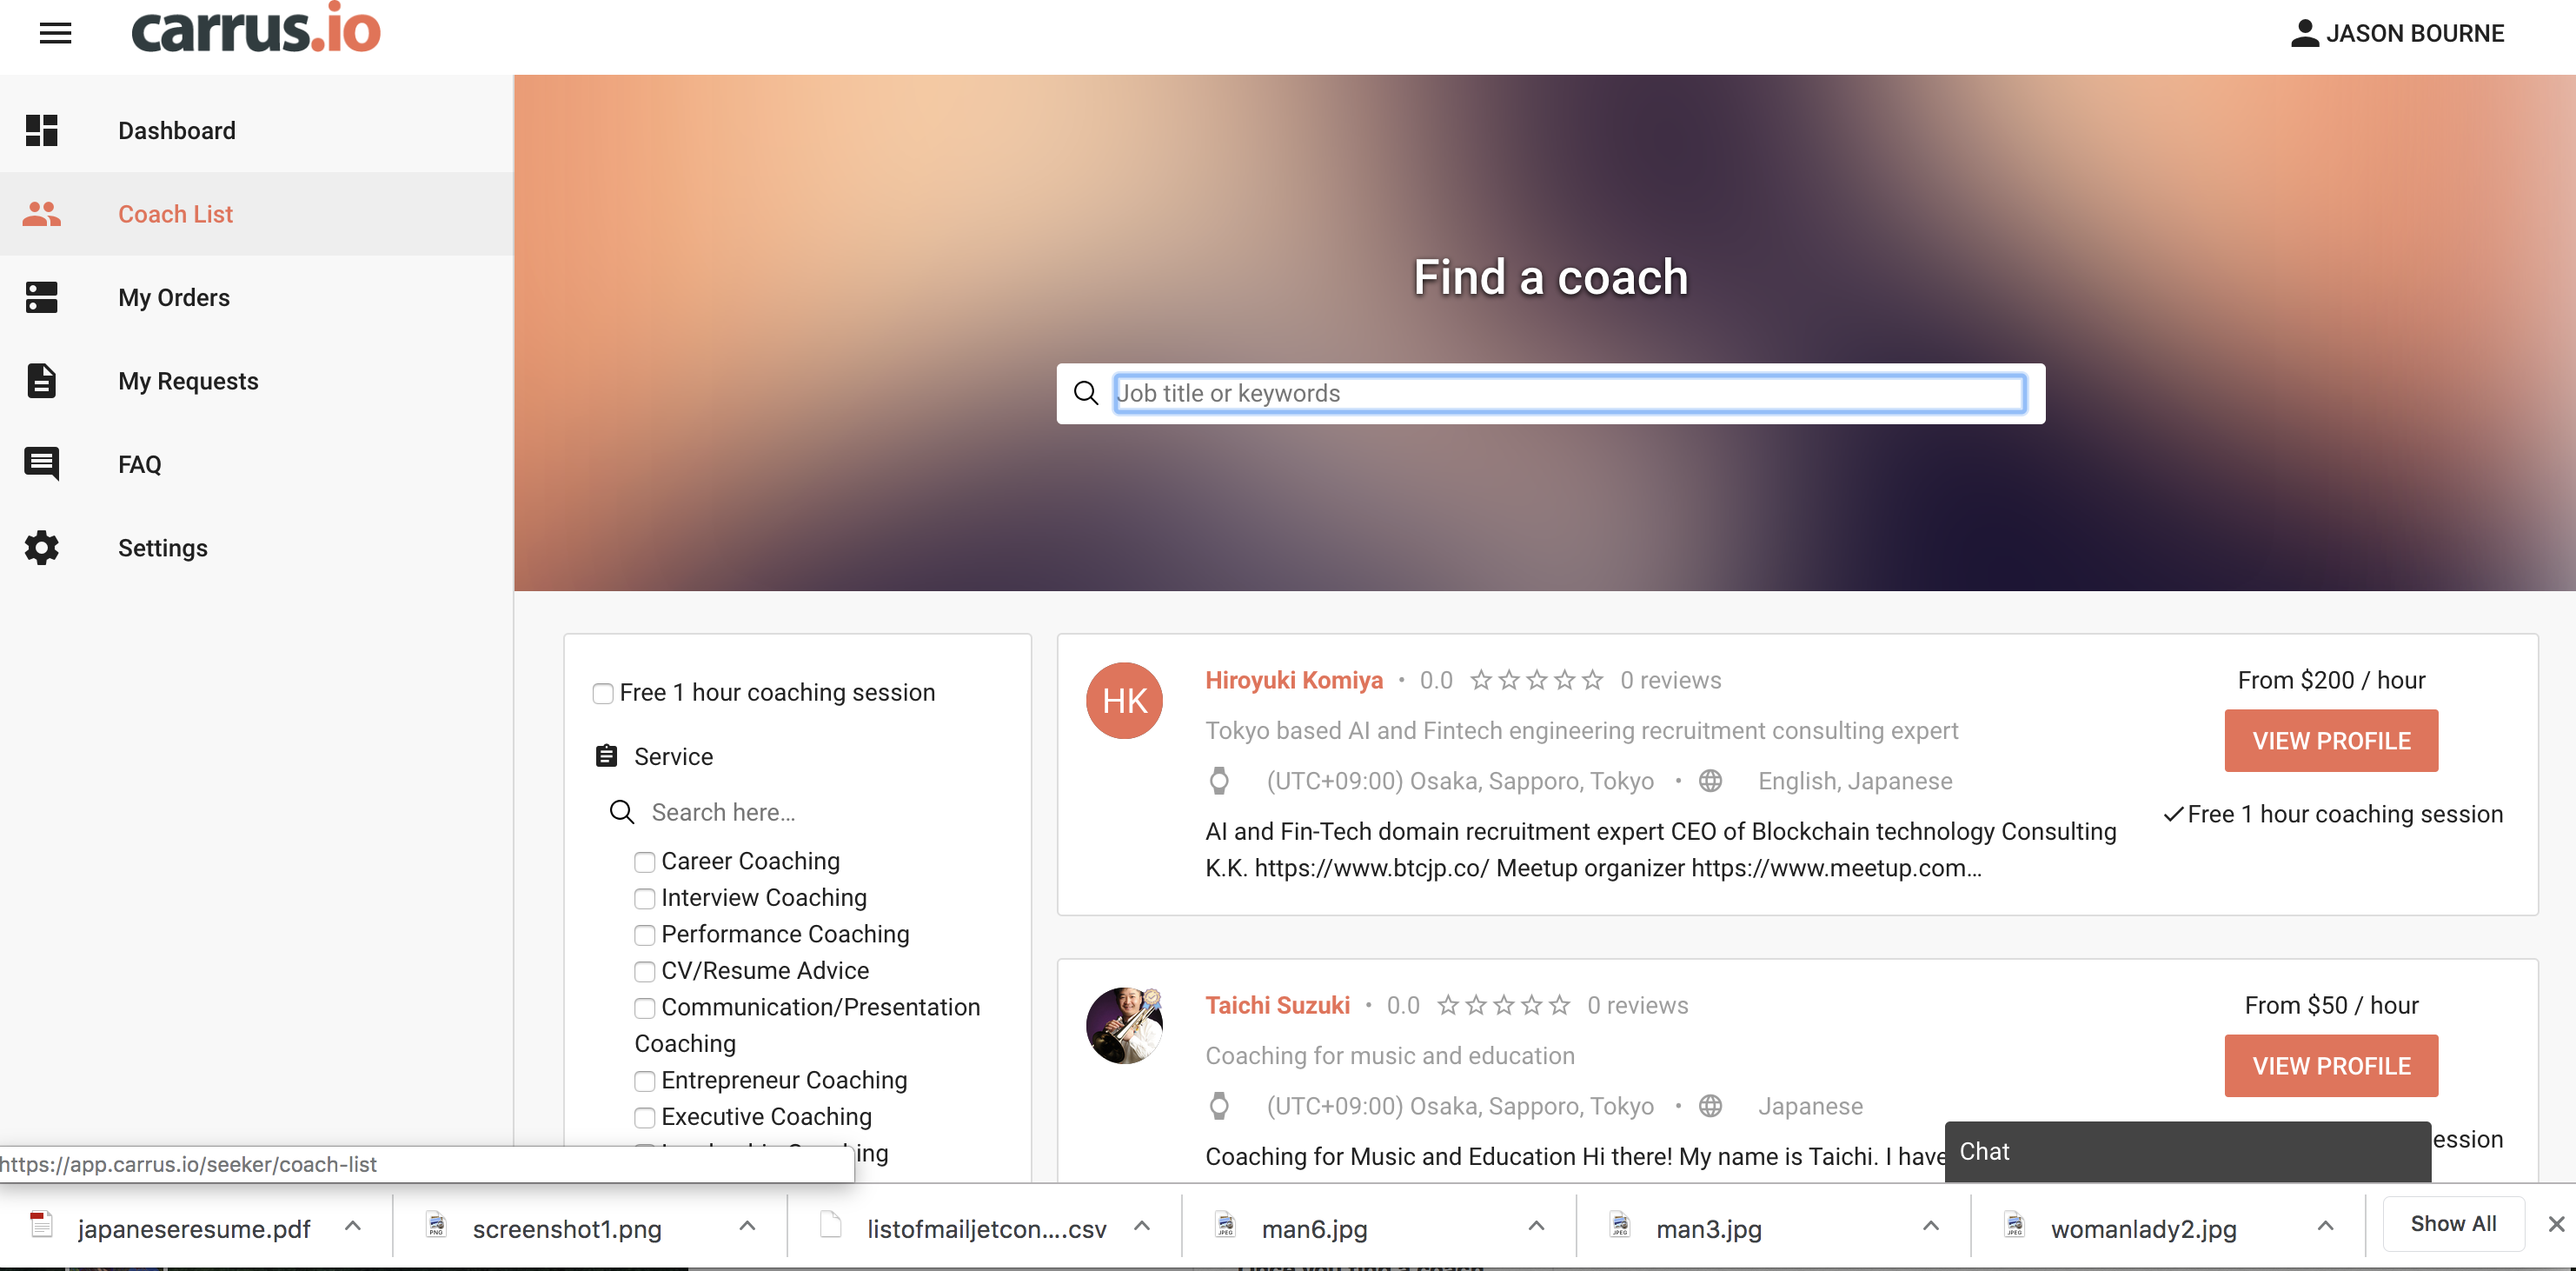 carrus.io
JASON BOURNE
Dashboard
Coach List
My Orders
My Requests
FAQ
Settings
Find a coach
Job title or keywords
Free 1 hour coaching session
Service
Search here...
Career Coaching
Interview Coaching
Performance Coaching
CV/Resume Advice
Communication/Presentation
Coaching
Entrepreneur Coaching
Executive Coaching
ing
HK
Hiroyuki Komiya • 0.0 0 reviews
Tokyo based AI and Fintech engineering recruitment consulting expert
(UTC+09:00) Osaka, Sapporo, Tokyo • English, Japanese
AI and Fin-Tech domain recruitment expert CEO of Blockchain technology Consulting
K.K. https://www.btcjp.co/ Meetup organizer https://www.meetup.com...
From $200 / hour
VIEW PROFILE
Free 1 hour coaching session
Taichi Suzuki • 0.0 0 reviews
Coaching for music and education
(UTC+09:00) Osaka, Sapporo, Tokyo • Japanese
Coaching for Music and Education Hi there! My name is Taichi. I have
From $50 / hour
VIEW PROFILE
ession
Chat
https://app.carrus.io/seeker/coach-list
japaneseresume.pdf
screenshot1.png
listofmailjetcon....csv
man6.jpg
man3.jpg
womanlady2.jpg
Show All